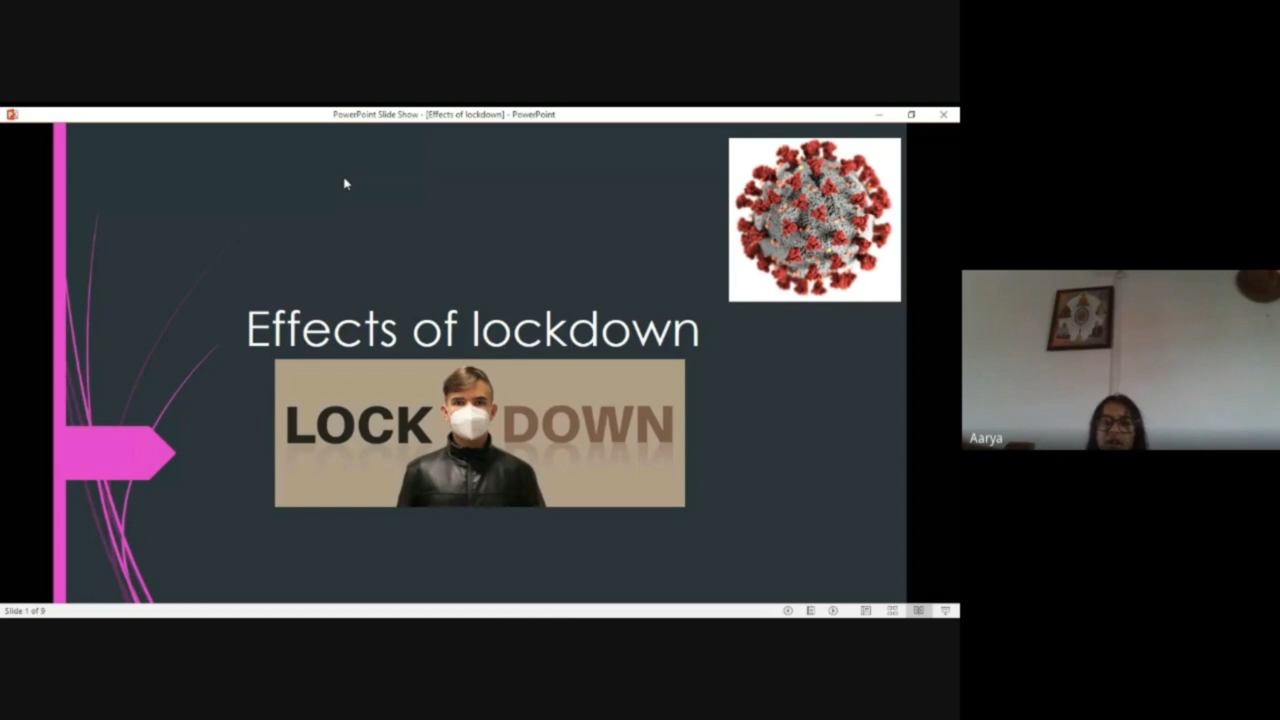 PowerPoint Slide Show - [Effects of lockdown] - PowerPoint
Effects of lockdown
LOCK DOWN
Aarya
Slide 1 of 9